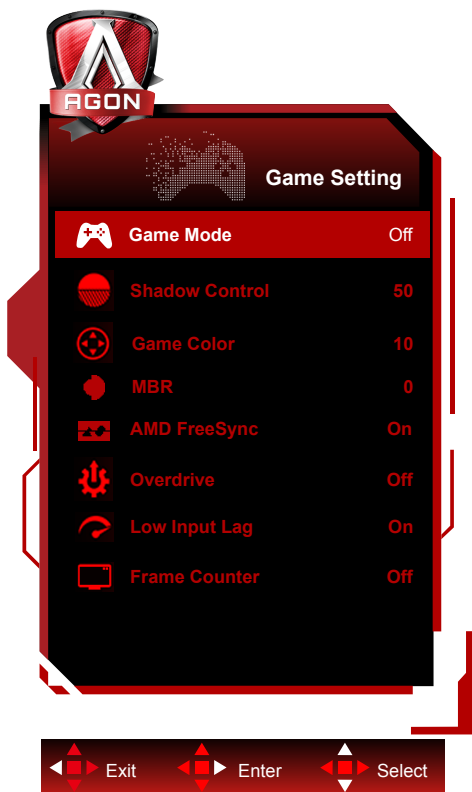 AGON
Game Setting
Game Mode Off
Shadow Control 50
Game Color 10
MBR 0
AMD FreeSync On
Overdrive Off
Low Input Lag On
Frame Counter Off
Exit Enter Select